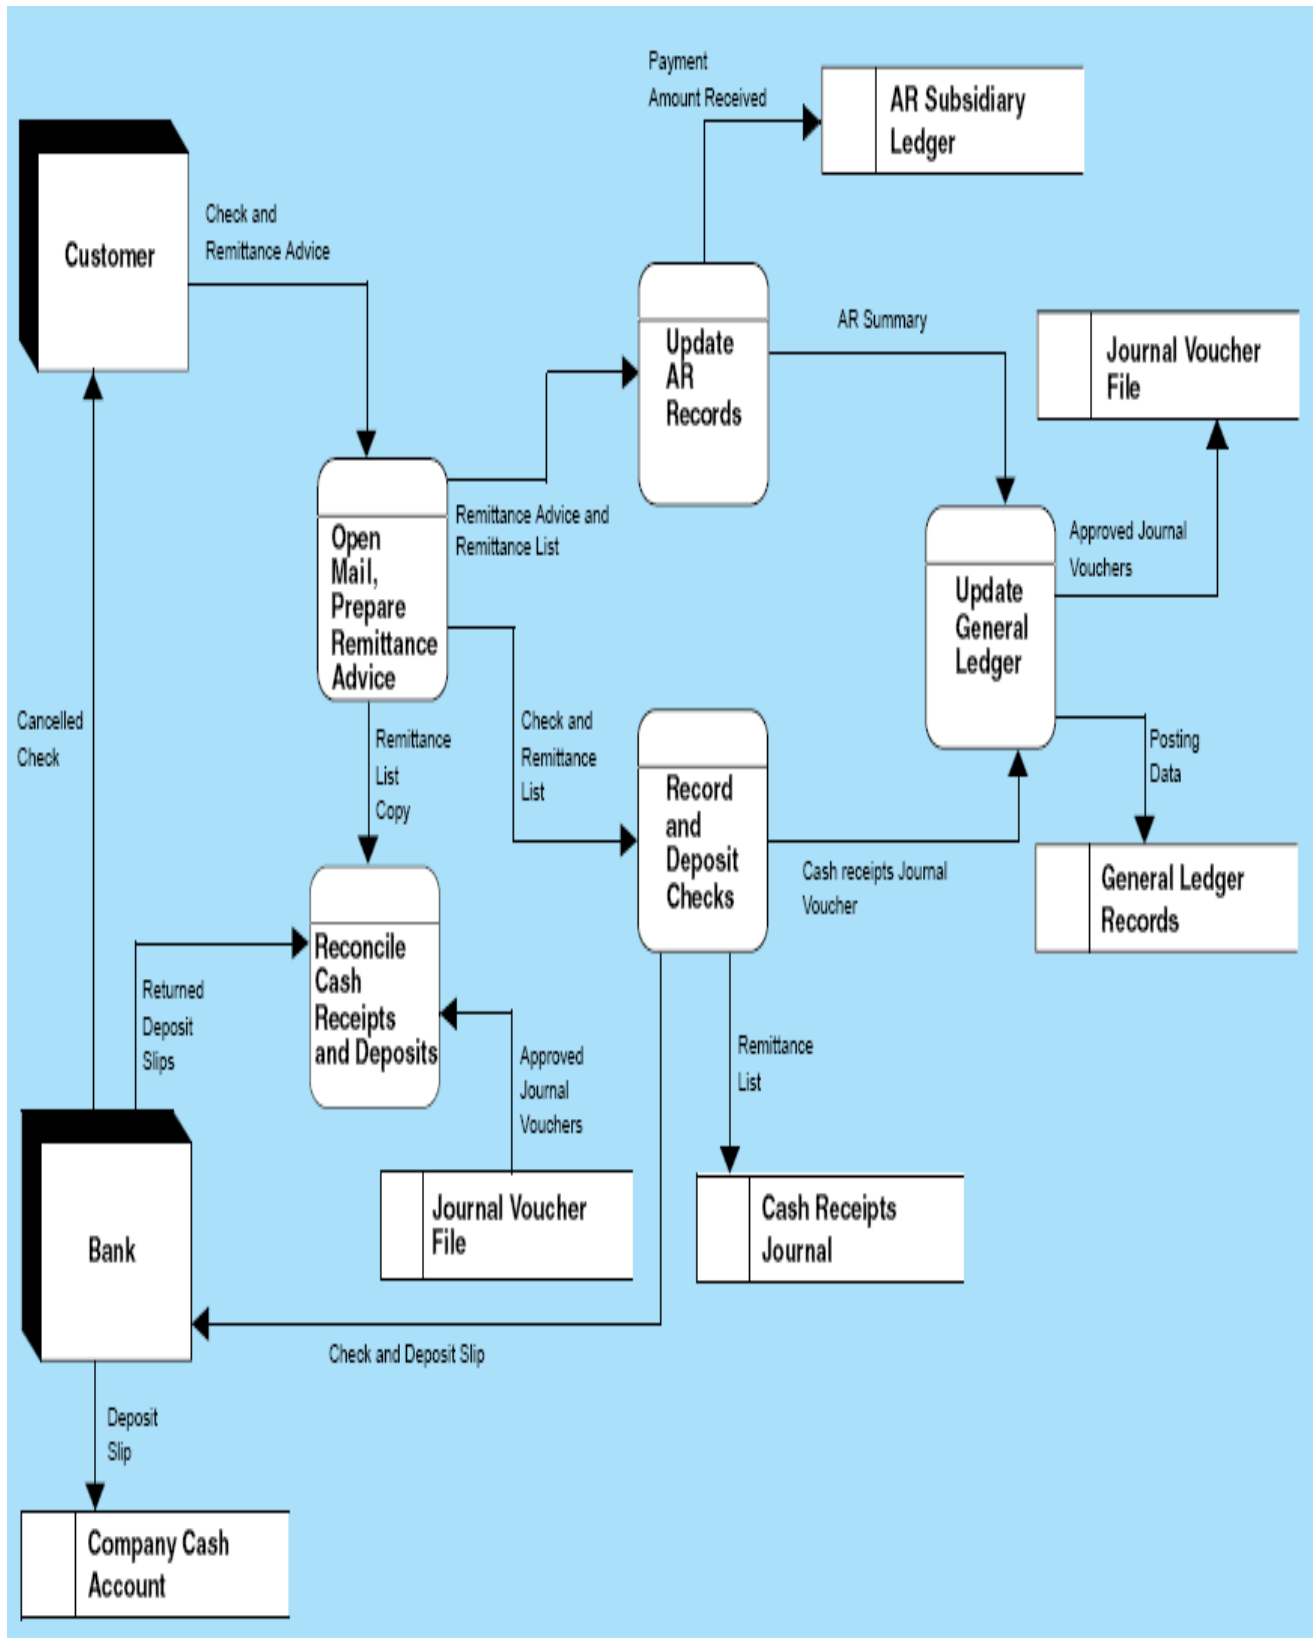 Payment
Amount Received
AR Subsidiary
Ledger
Customer
Check and
Remittance Advice
Update
AR
Records
AR Summary
Journal Voucher
File
Open
Mail,
Prepare
Remittance
Advice
Remittance Advice and
Remittance List
Approved Journal
Vouchers
Update
General
Ledger
Cancelled
Check
Remittance
List
Copy
Check and
Remittance
List
Record
and
Deposit
Checks
Posting
Data
Cash receipts Journal
Voucher
General Ledger
Records
Reconcile
Cash
Receipts
and Deposits
Returned
Deposit
Slips
Approved
Journal
Vouchers
Remittance
List
Bank
Journal Voucher
File
Cash Receipts
Journal
Check and Deposit Slip
Deposit
Slip
Company Cash
Account